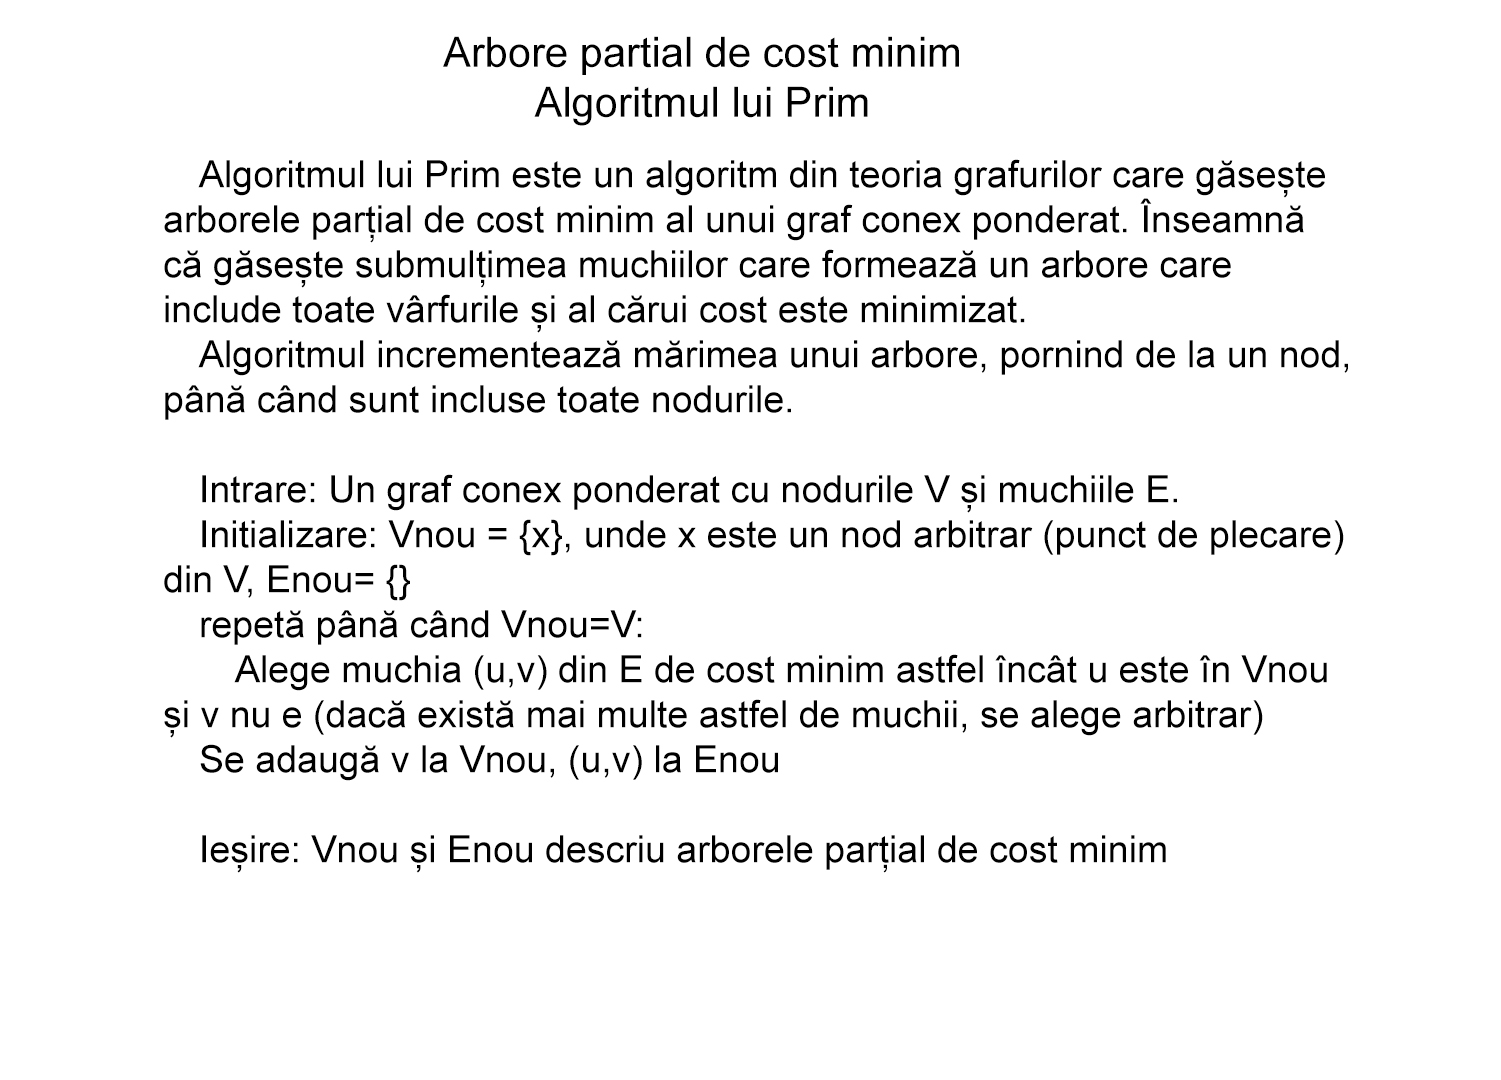 Arbore partial de cost minim
Algoritmul lui Prim
Algoritmul lui Prim este un algoritm din teoria grafurilor care găsește
arborele parțial de cost minim al unui graf conex ponderat. Înseamnă
că găsește submulțimea muchiilor care formează un arbore care
include toate vârfurile și al cărui cost este minimizat.
Algoritmul incrementează mărimea unui arbore, pornind de la un nod,
până când sunt incluse toate nodurile.
Intrare: Un graf conex ponderat cu nodurile V și muchiile E.
Initializare: Vnou = {x}, unde x este un nod arbitrar (punct de plecare)
din V, Enou= {}
repetă până când Vnou=V:
Alege muchia (u,v) din E de cost minim astfel încât u este în Vnou
și v nu e (dacă există mai multe astfel de muchii, se alege arbitrar)
Se adaugă v la Vnou, (u,v) la Enou
Ieșire: Vnou și Enou descriu arborele parțial de cost minim